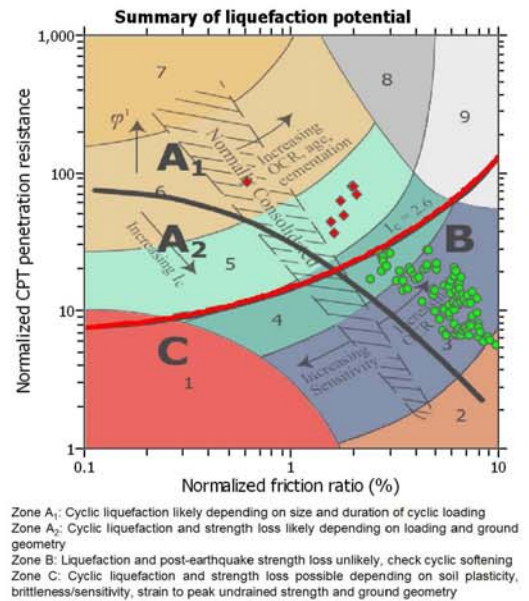 Summary of liquefaction potential
1,000
7
8
9
φ'
Increasing
OCR, age,
cementation
Normally Consolidated
100
A1
6
A2
Increasing Ic
5
Ic = 2.6
B
10
4
Increasing
OCR
3
C
1
Increasing
Sensitivity
2
1
0.1
1
10
Normalized CPT penetration resistance
Normalized friction ratio (%)
Zone A1: Cyclic liquefaction likely depending on size and duration of cyclic loading
Zone A2: Cyclic liquefaction and strength loss likely depending on loading and ground
geometry
Zone B: Liquefaction and post-earthquake strength loss unlikely, check cyclic softening
Zone C: Cyclic liquefaction and strength loss possible depending on soil plasticity,
brittleness/sensitivity, strain to peak undrained strength and ground geometry